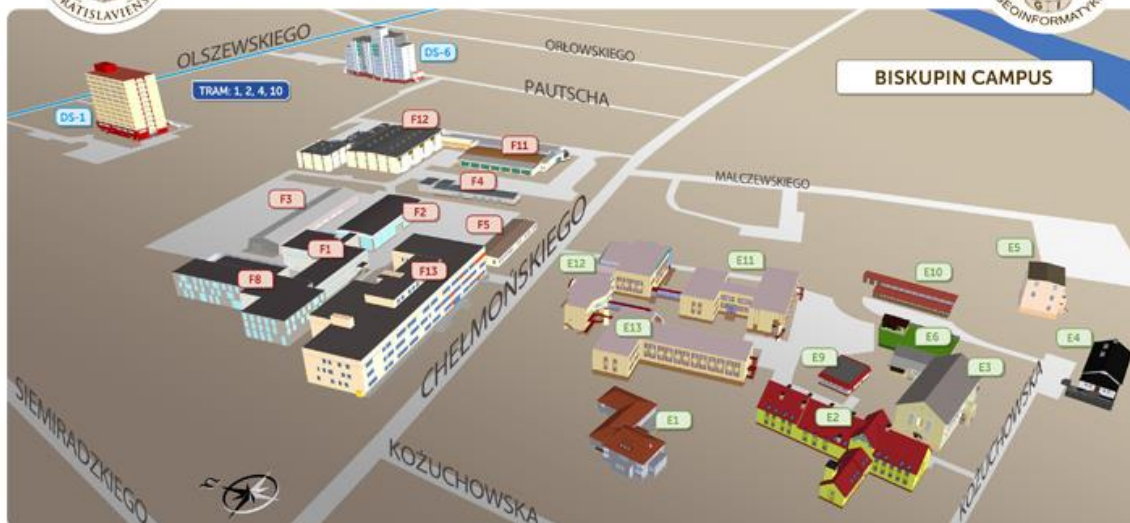 RATISLAVIENS
GEOINFORMATYK
OLSZEWSKIEGO
ORŁOWSKIEGO
DS-6
BISKUPIN CAMPUS
TRAM: 1, 2, 4, 10
PAUTSCHA
DS-1
F12
F11
F4
MALCZEWSKIEGO
F3
F2
F5
F1
F8
F13
CHEŁMOŃSKIEGO
E12
E11
E5
E10
E13
E6
E4
E9
E3
E1
E2
SIEMIRADZKIEGO
KOŻUCHOWSKA
KOŻUCHOWSKA